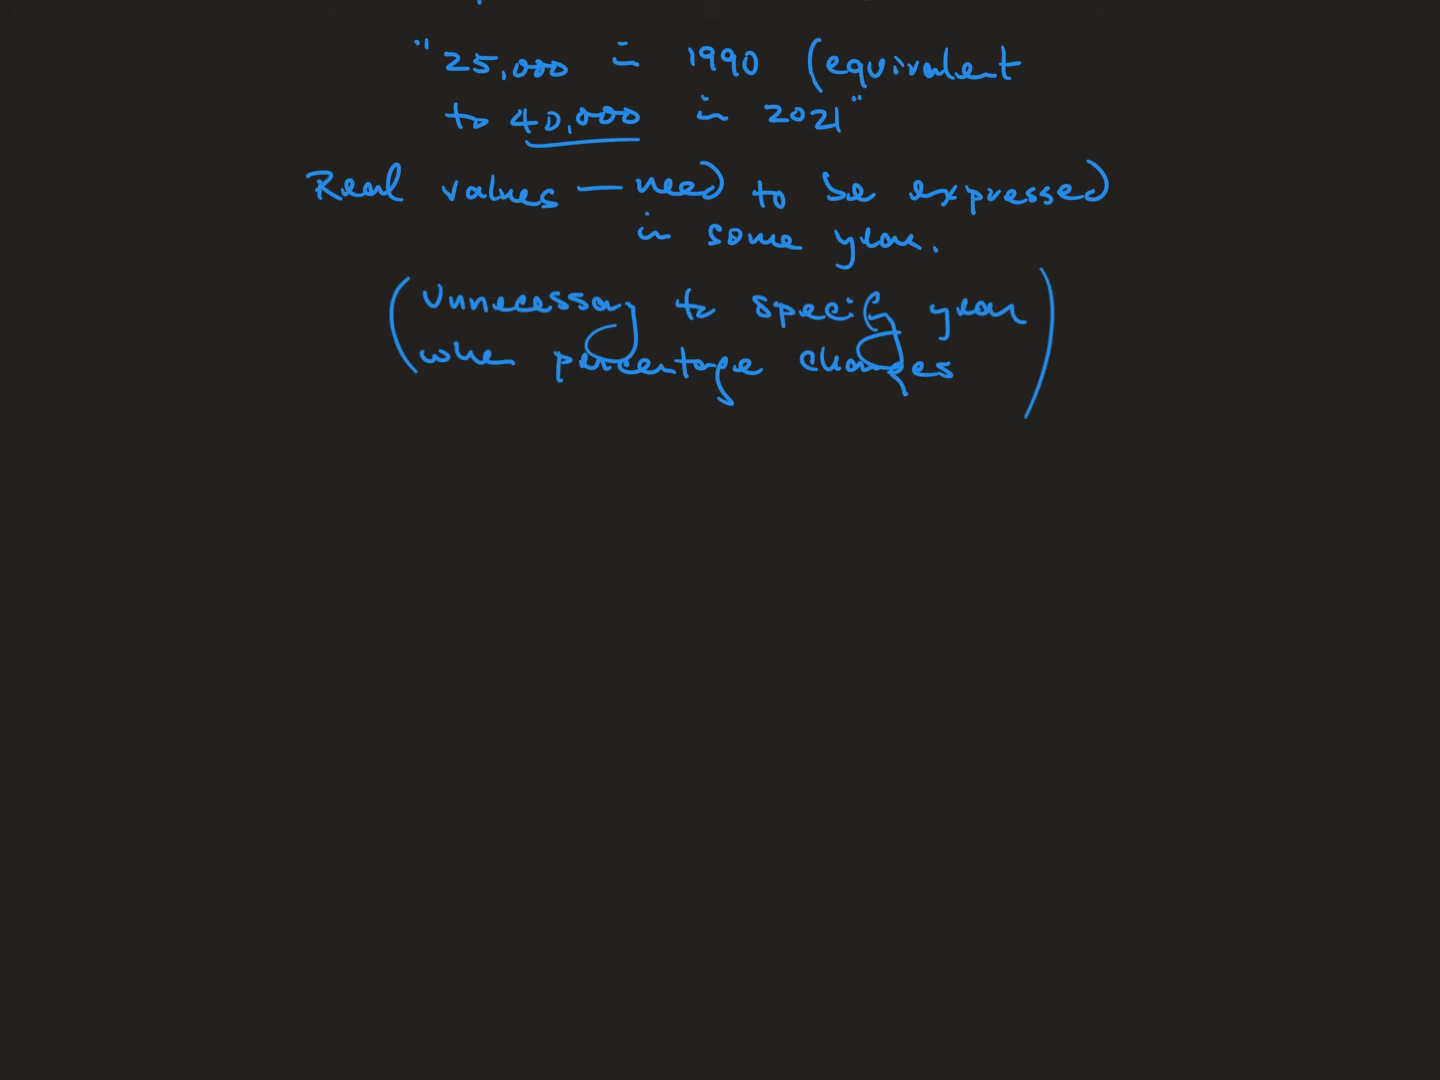 "25,000 in 1990 (equivalent
to 40,000 in 2021"
Real values — need to be expressed
in some year.
(Unnecessary to specify year
when percentage changes)